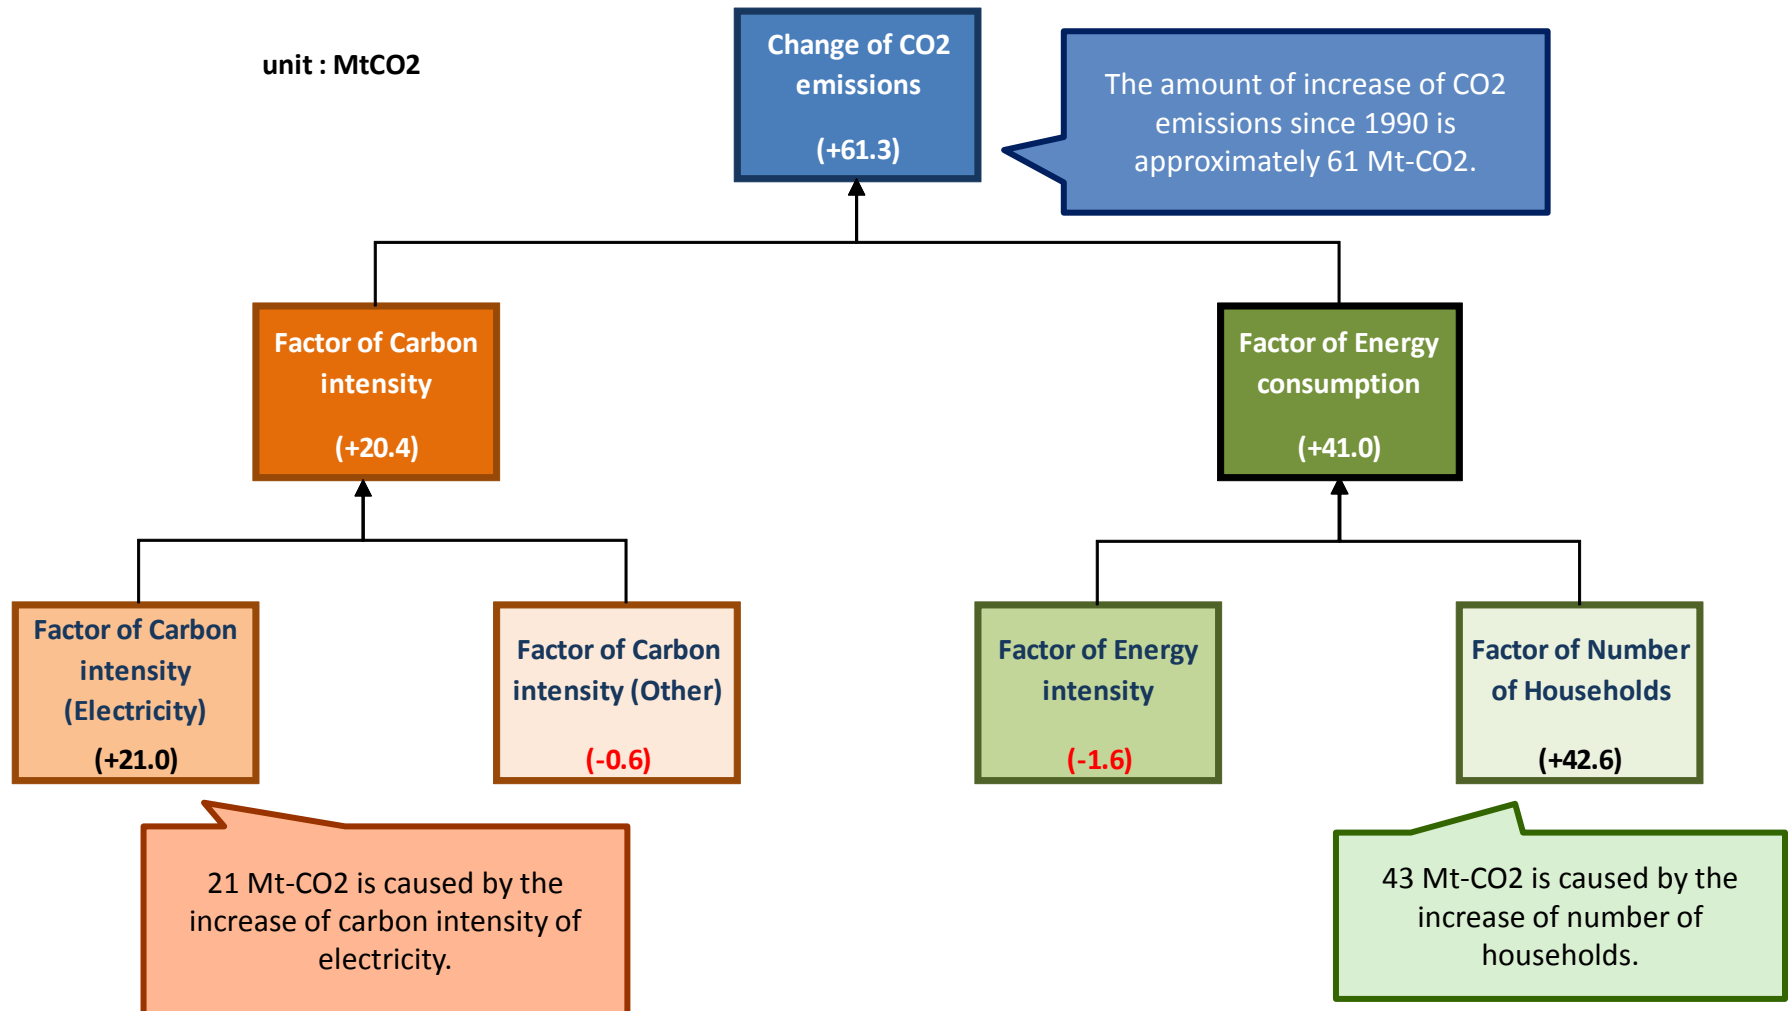 unit : MtCO2
Change of CO2
emissions
(+61.3)
The amount of increase of CO2
emissions since 1990 is
approximately 61 Mt-CO2.
Factor of Carbon
intensity
(+20.4)
Factor of Energy
consumption
(+41.0)
Factor of Carbon
intensity
(Electricity)
(+21.0)
Factor of Carbon
intensity (Other)
(-0.6)
Factor of Energy
intensity
(-1.6)
Factor of Number
of Households
(+42.6)
21 Mt-CO2 is caused by the
increase of carbon intensity of
electricity.
43 Mt-CO2 is caused by the
increase of number of
households.